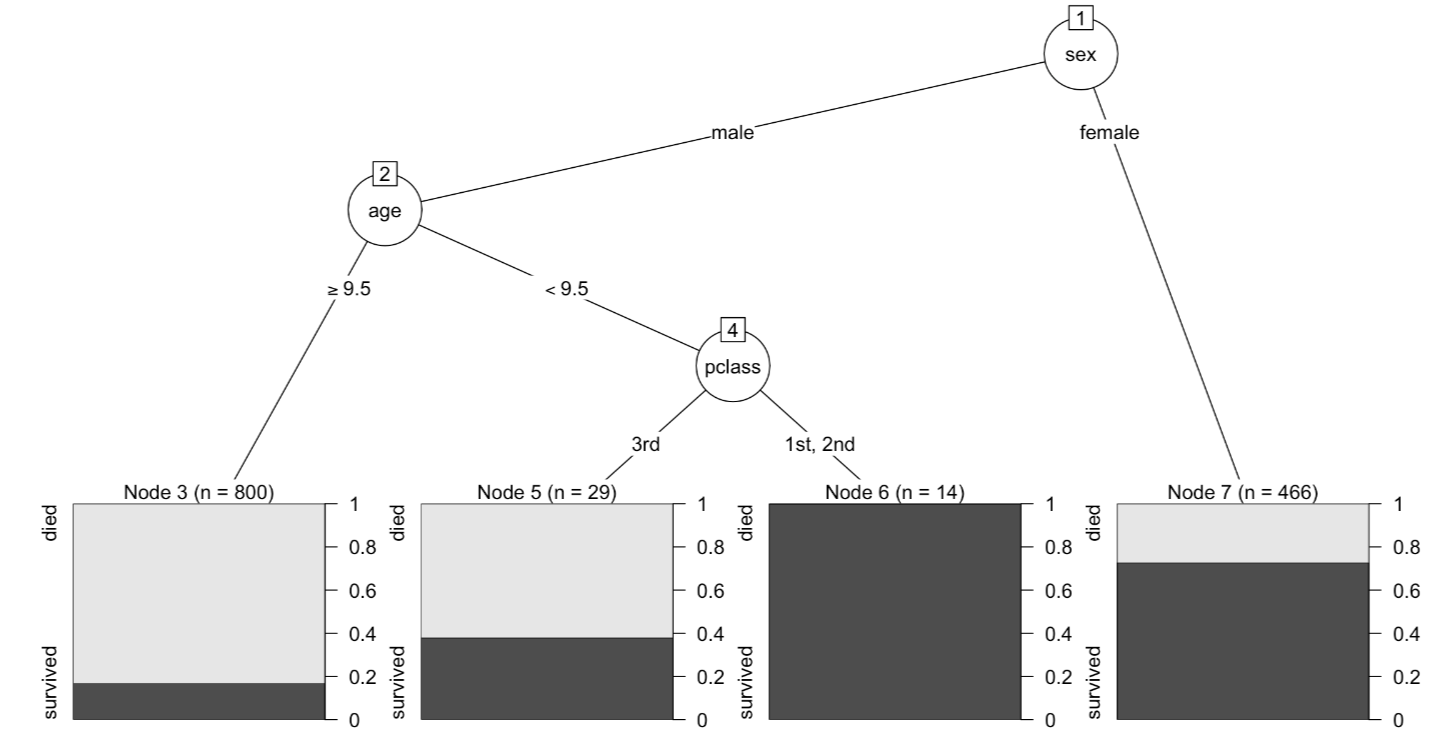 1
sex
male
female
2
age
≥ 9.5
< 9.5
4
pclass
3rd
1st, 2nd
Node 3 (n = 800)
died
survived
1
0.8
0.6
0.4
0.2
0
Node 5 (n = 29)
died
survived
1
0.8
0.6
0.4
0.2
0
Node 6 (n = 14)
died
survived
1
0.8
0.6
0.4
0.2
0
Node 7 (n = 466)
died
survived
1
0.8
0.6
0.4
0.2
0